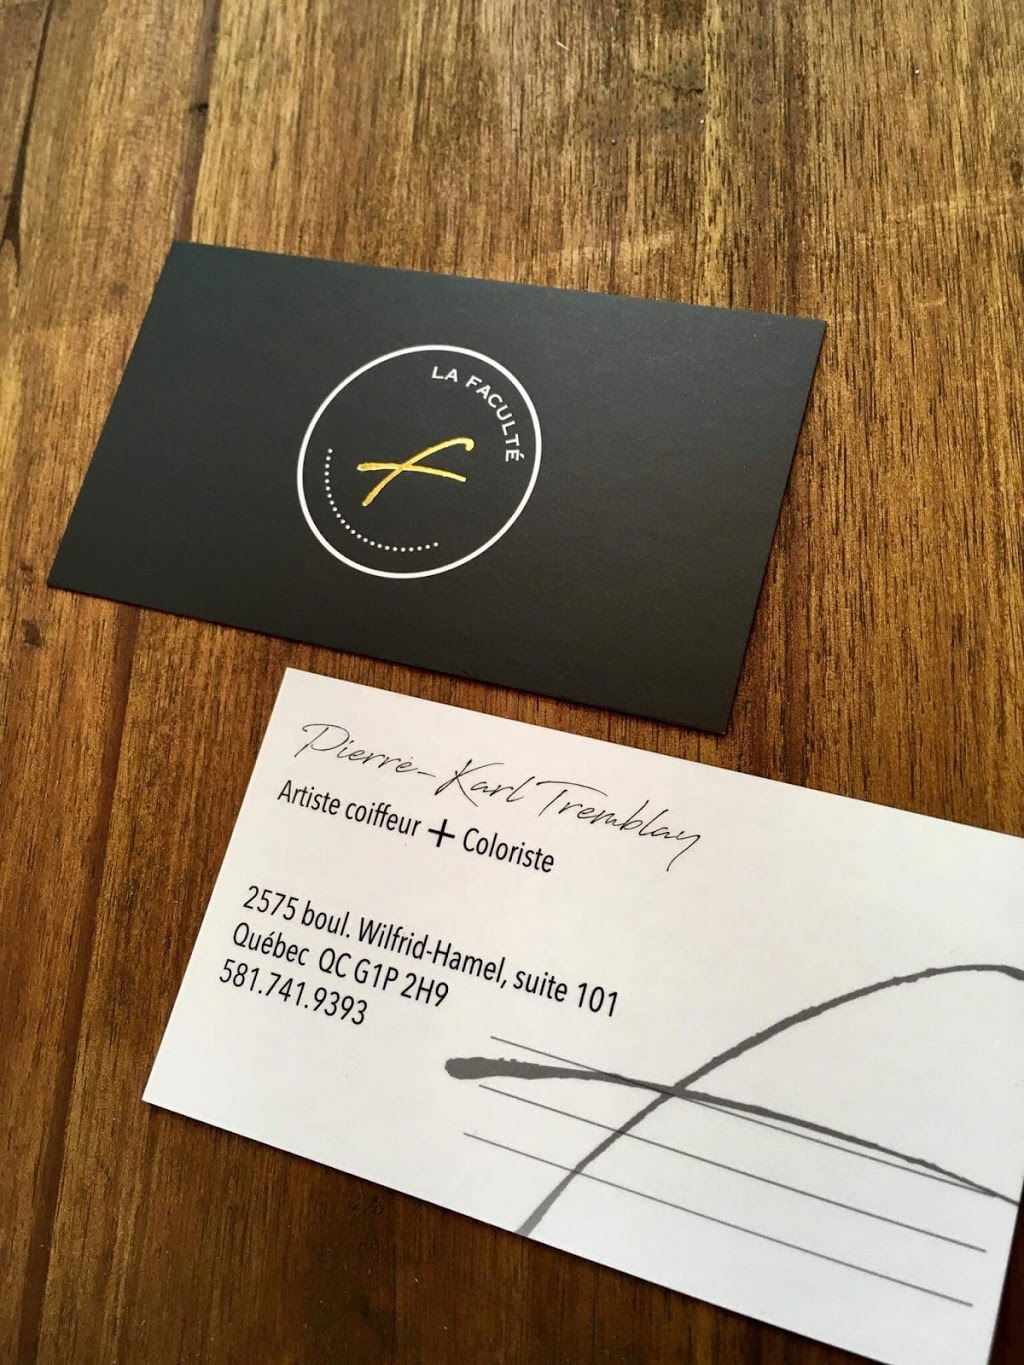 LA FACULTÉ
f
Pierre-Karl Tremblay
Artiste coiffeur + Coloriste
2575 boul. Wilfrid-Hamel, suite 101
Québec QC G1P 2H9
581.741.9393